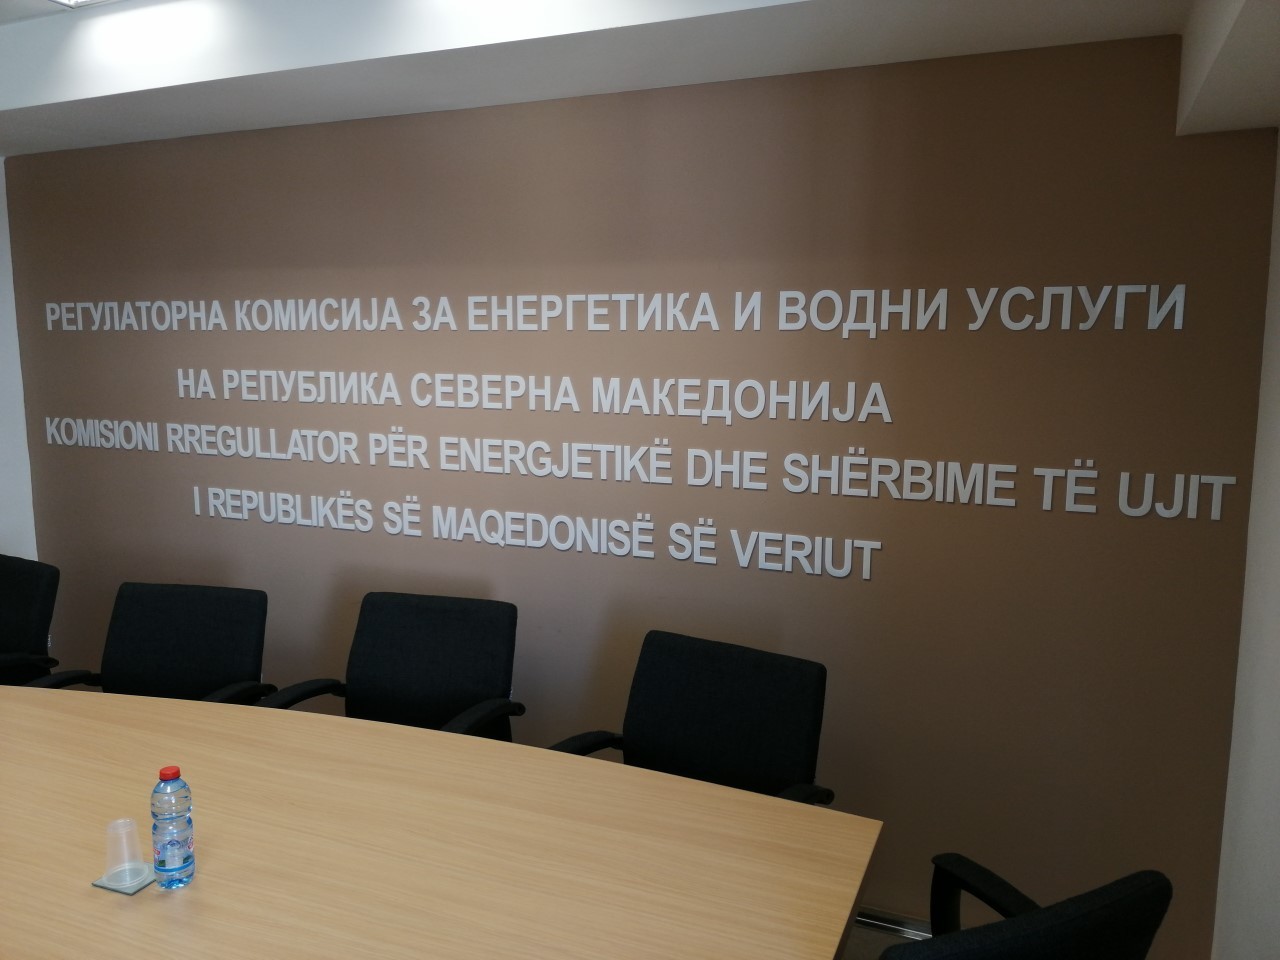 РЕГУЛАТОРНА КОМИСИЈА ЗА ЕНЕРГЕТИКА И ВОДНИ УСЛУГИ
НА РЕПУБЛИКА СЕВЕРНА МАКЕДОНИЈА
KOMISIONI RREGULLATOR PËR ENERGJETIKË DHE SHËRBIME TË UJIT
I REPUBLIKËS SË MAQEDONISË SË VERIUT